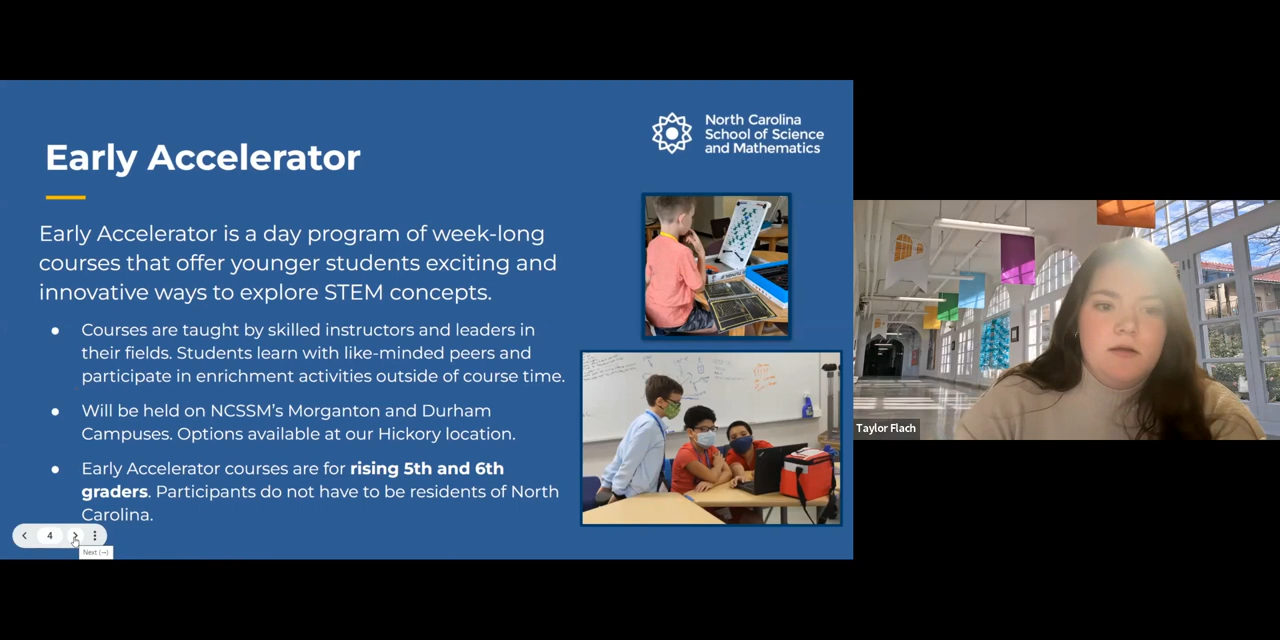 North Carolina
School of Science
and Mathematics
Early Accelerator
Early Accelerator is a day program of week-long
courses that offer younger students exciting and
innovative ways to explore STEM concepts.
● Courses are taught by skilled instructors and leaders in
their fields. Students learn with like-minded peers and
participate in enrichment activities outside of course time.
● Will be held on NCSSM’s Morganton and Durham
Campuses. Options available at our Hickory location.
● Early Accelerator courses are for rising 5th and 6th
graders. Participants do not have to be residents of North
Carolina.
4
Next (→)
Taylor Flach